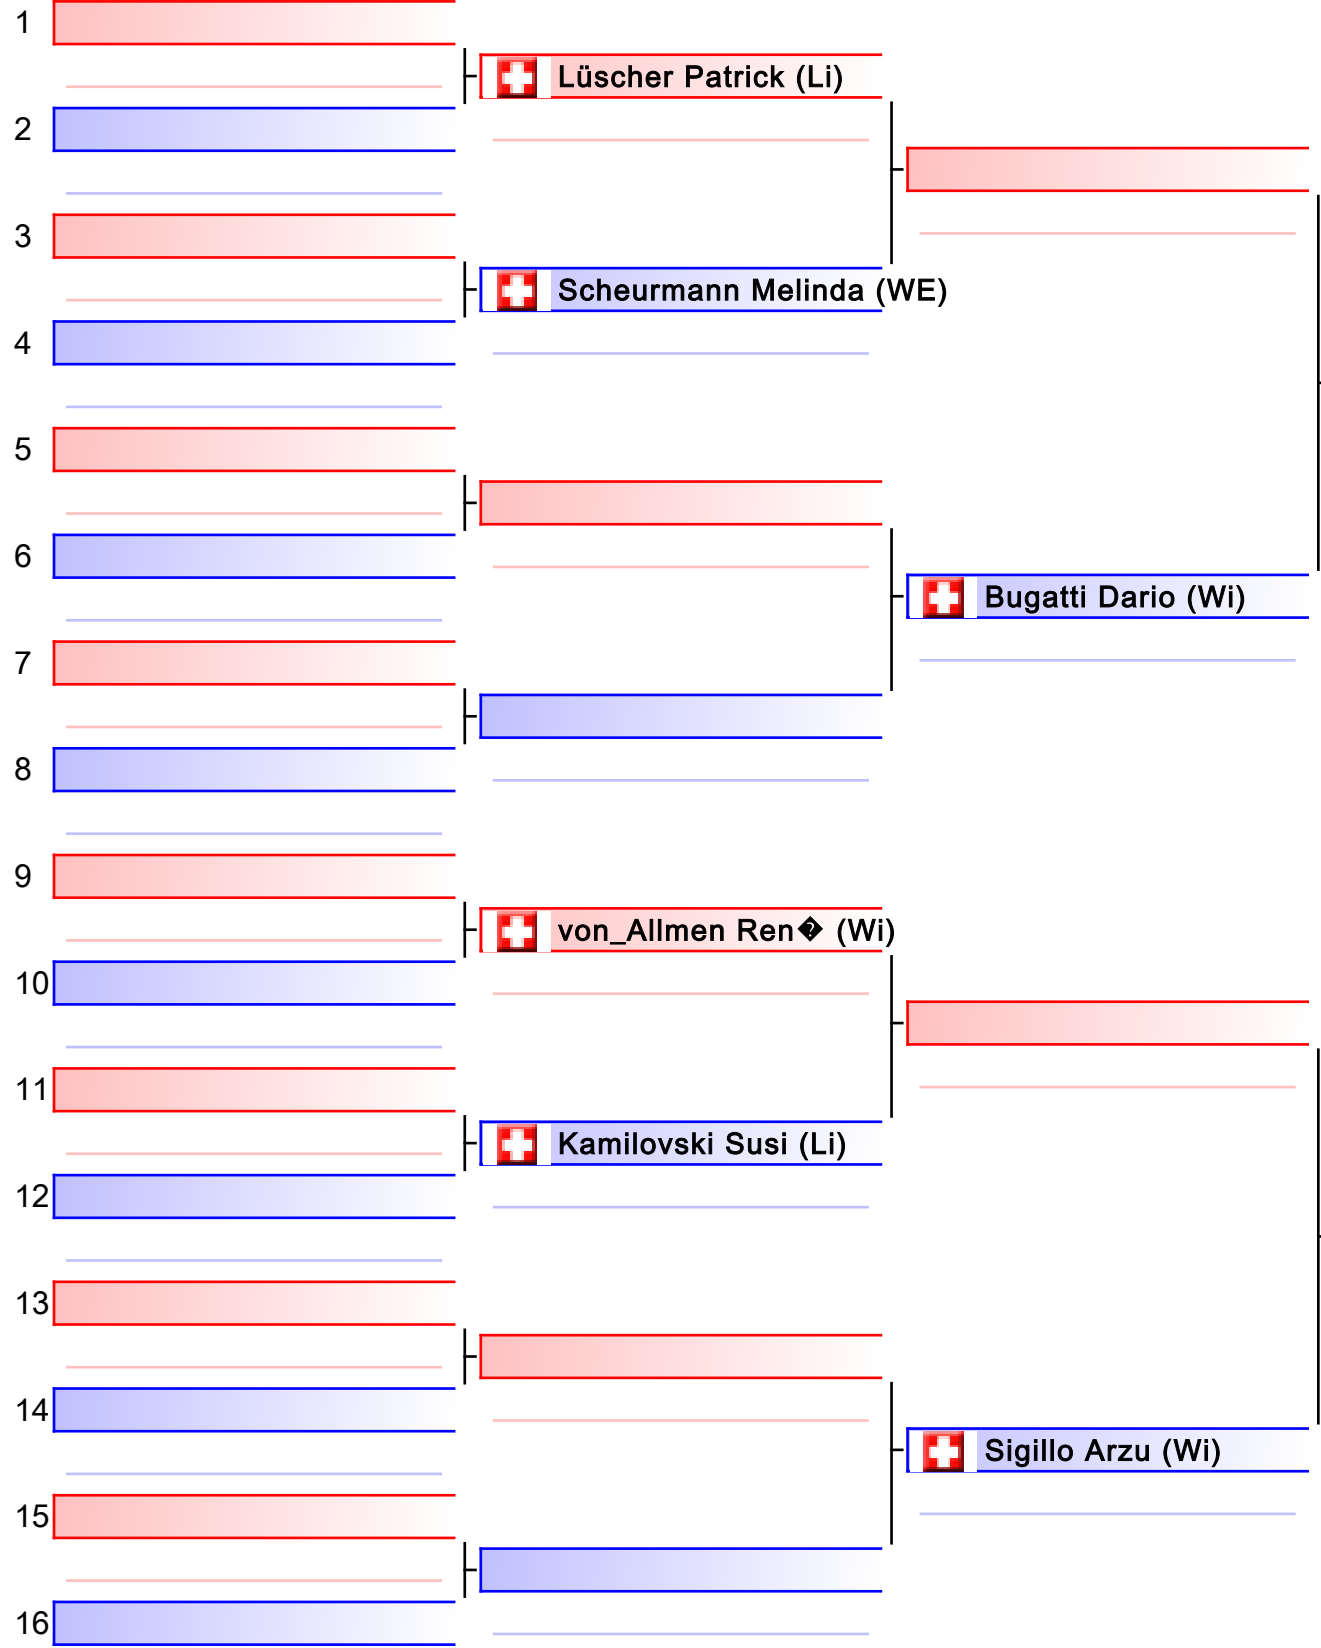 1
Lüscher Patrick (Li)
2
3
Scheurmann Melinda (WE)
4
5
6
Bugatti Dario (Wi)
7
8
9
von_Allmen Ren� (Wi)
10
11
Kamilovski Susi (Li)
12
13
14
Sigillo Arzu (Wi)
15
16